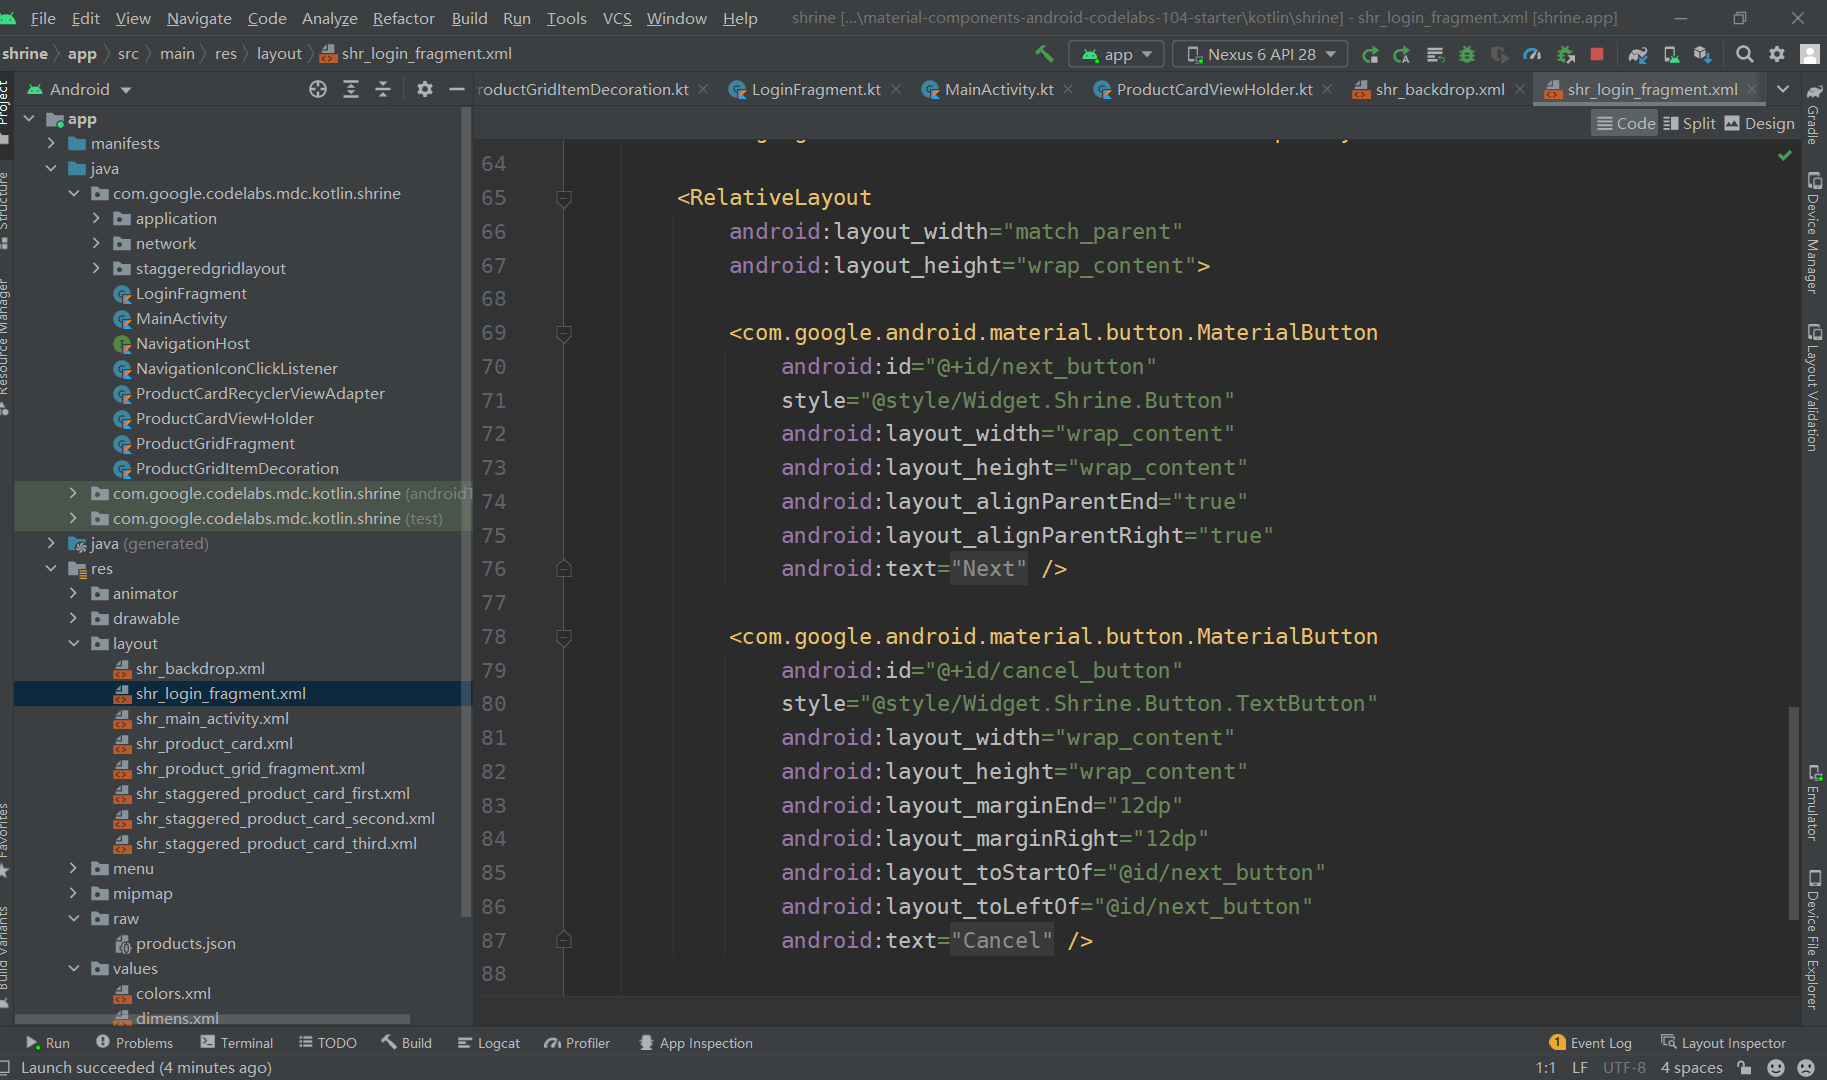 File Edit View Navigate Code Analyze Refactor Build Run Tools VCS Window Help shrine [...\material-components-android-codelabs-104-starter\kotlin\shrine] - shr_login_fragment.xml [shrine.app]
shrine app src main res layout shr_login_fragment.xml app Nexus 6 API 28
Android
roductGridItemDecoration.kt LoginFragment.kt MainActivity.kt ProductCardViewHolder.kt shr_backdrop.xml shr_login_fragment.xml
Code Split Design
Project
Structure
Resource Manager
Favorites
Build Variants
app
manifests
java
com.google.codelabs.mdc.kotlin.shrine
application
network
staggeredgridlayout
LoginFragment
MainActivity
NavigationHost
NavigationIconClickListener
ProductCardRecyclerViewAdapter
ProductCardViewHolder
ProductGridFragment
ProductGridItemDecoration
com.google.codelabs.mdc.kotlin.shrine (androidT
com.google.codelabs.mdc.kotlin.shrine (test)
java (generated)
res
animator
drawable
layout
shr_backdrop.xml
shr_login_fragment.xml
shr_main_activity.xml
shr_product_card.xml
shr_product_grid_fragment.xml
shr_staggered_product_card_first.xml
shr_staggered_product_card_second.xml
shr_staggered_product_card_third.xml
menu
mipmap
raw
products.json
values
colors.xml
dimens.xml
64
65 <RelativeLayout
66 android:layout_width="match_parent"
67 android:layout_height="wrap_content">
68
69 <com.google.android.material.button.MaterialButton
70 android:id="@+id/next_button"
71 style="@style/Widget.Shrine.Button"
72 android:layout_width="wrap_content"
73 android:layout_height="wrap_content"
74 android:layout_alignParentEnd="true"
75 android:layout_alignParentRight="true"
76 android:text="Next" />
77
78 <com.google.android.material.button.MaterialButton
79 android:id="@+id/cancel_button"
80 style="@style/Widget.Shrine.Button.TextButton"
81 android:layout_width="wrap_content"
82 android:layout_height="wrap_content"
83 android:layout_marginEnd="12dp"
84 android:layout_marginRight="12dp"
85 android:layout_toStartOf="@id/next_button"
86 android:layout_toLeftOf="@id/next_button"
87 android:text="Cancel" />
88
Gradle
Device Manager
Layout Validation
Emulator
Device File Explorer
Run Problems Terminal TODO Build Logcat Profiler App Inspection 1 Event Log Layout Inspector
Launch succeeded (4 minutes ago) 1:1 LF UTF-8 4 spaces